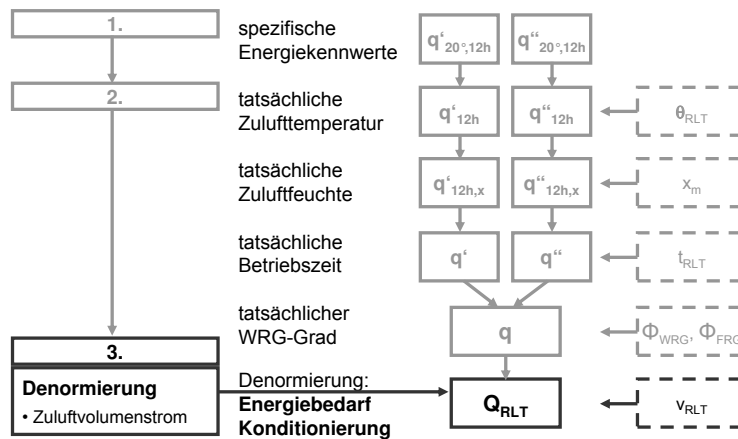 1.
spezifische
Energiekennwerte
q‘20°,12h
q“20°,12h
2.
tatsächliche
Zulufttemperatur
q‘12h
q“12h
θRLT
tatsächliche
Zuluftfeuchte
q‘12h,x
q“12h,x
xm
tatsächliche
Betriebszeit
q‘
q“
tRLT
tatsächlicher
WRG-Grad
q
ΦWRG, ΦFRG
3.
Denormierung
• Zuluftvolumenstrom
Denormierung:
Energiebedarf
Konditionierung
QRLT
vRLT